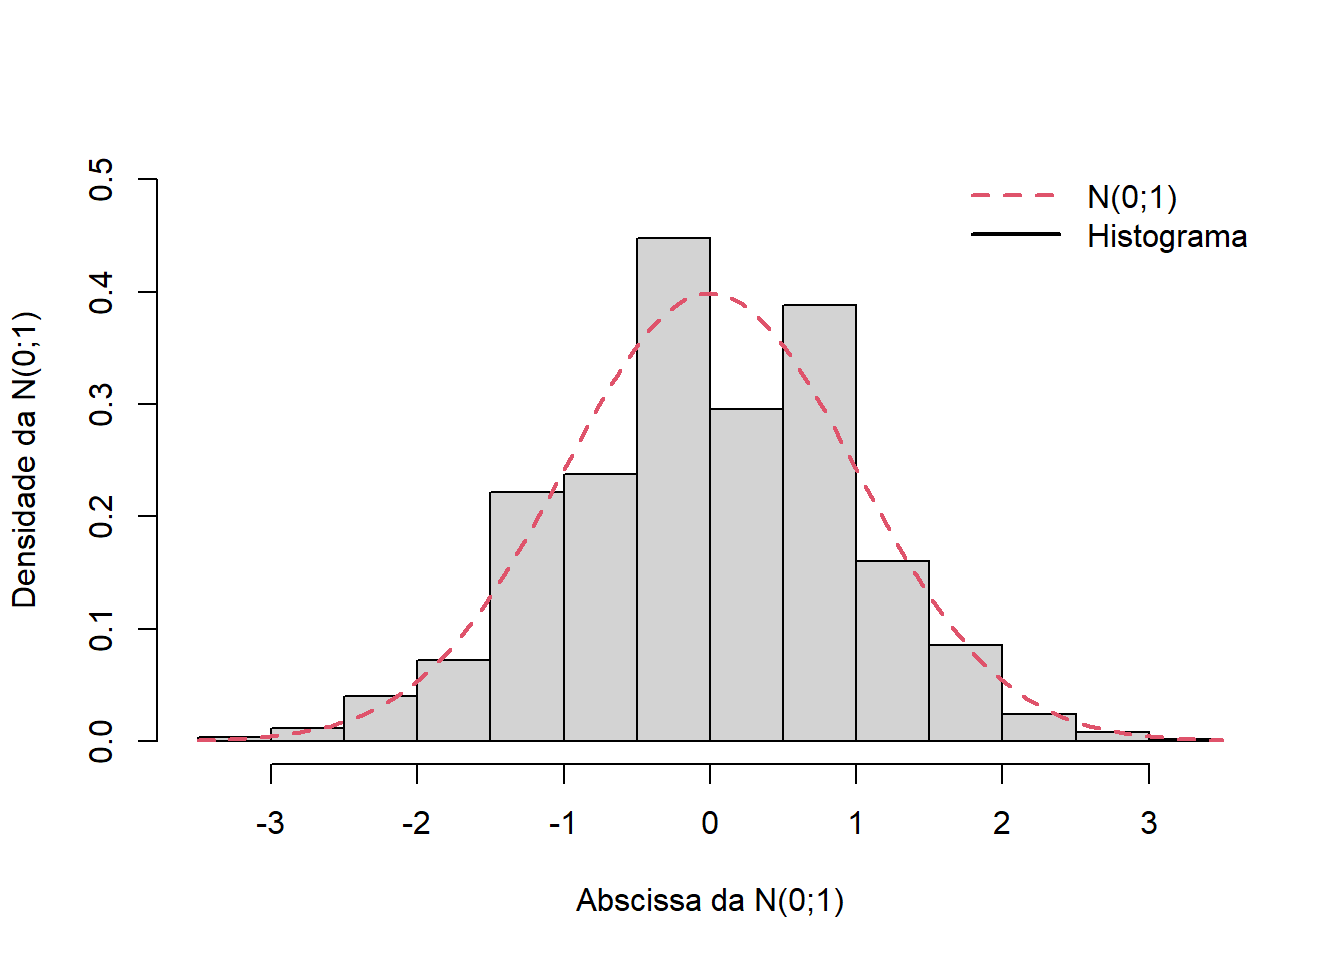 N(0;1)
Histograma
Densidade da N(0;1)
0.5
0.4
0.3
0.2
0.1
0.0
-3 -2 -1 0 1 2 3
Abscissa da N(0;1)